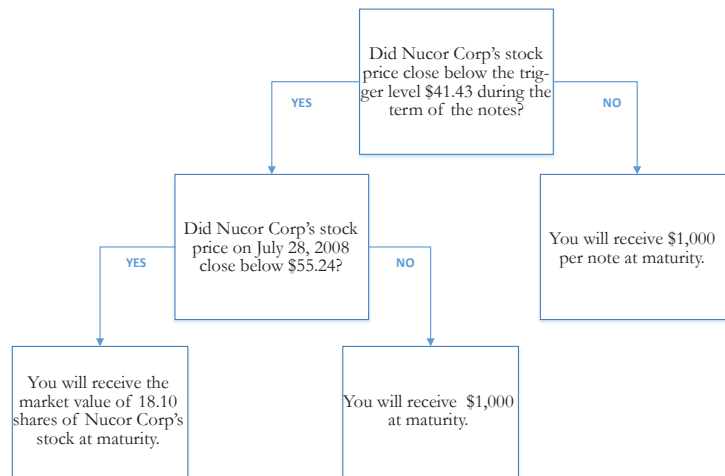 Did Nucor Corp's stock
price close below the trig-
ger level $41.43 during the
term of the notes?
YES
NO
Did Nucor Corp's stock
price on July 28, 2008
close below $55.24?
You will receive $1,000
per note at maturity.
YES
NO
You will receive the
market value of 18.10
shares of Nucor Corp's
stock at maturity.
You will receive $1,000
at maturity.